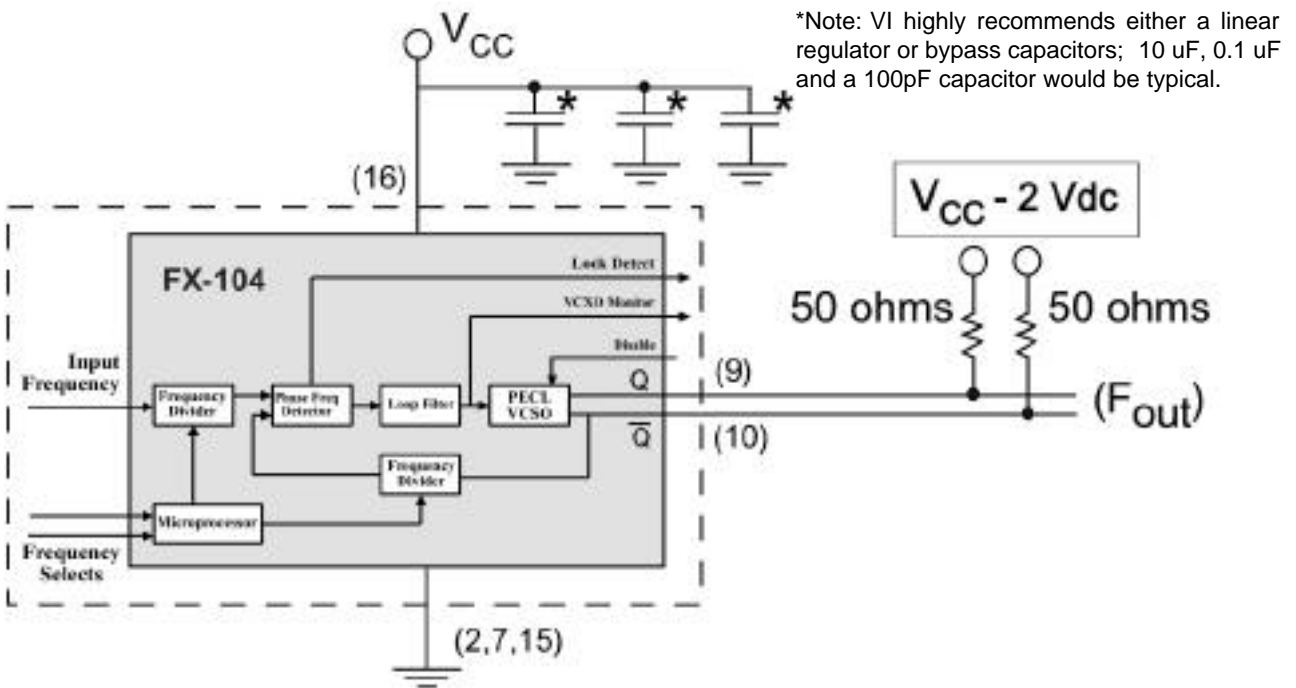 *Note: VI highly recommends either a linear
regulator or bypass capacitors; 10 uF, 0.1 uF
and a 100pF capacitor would be typical.
VCC
* * *
(16)
VCC - 2 Vdc
50 ohms
50 ohms
FX-104
Lock Detect
VCXO Monitor
Disable
Input
Frequency
Frequency
Divider
Phase Freq
Detector
Loop Filter
PECL
VCSO
Q
(9)
Q̅
(10)
(Fout)
Frequency
Divider
Microprocessor
Frequency
Selects
(2,7,15)